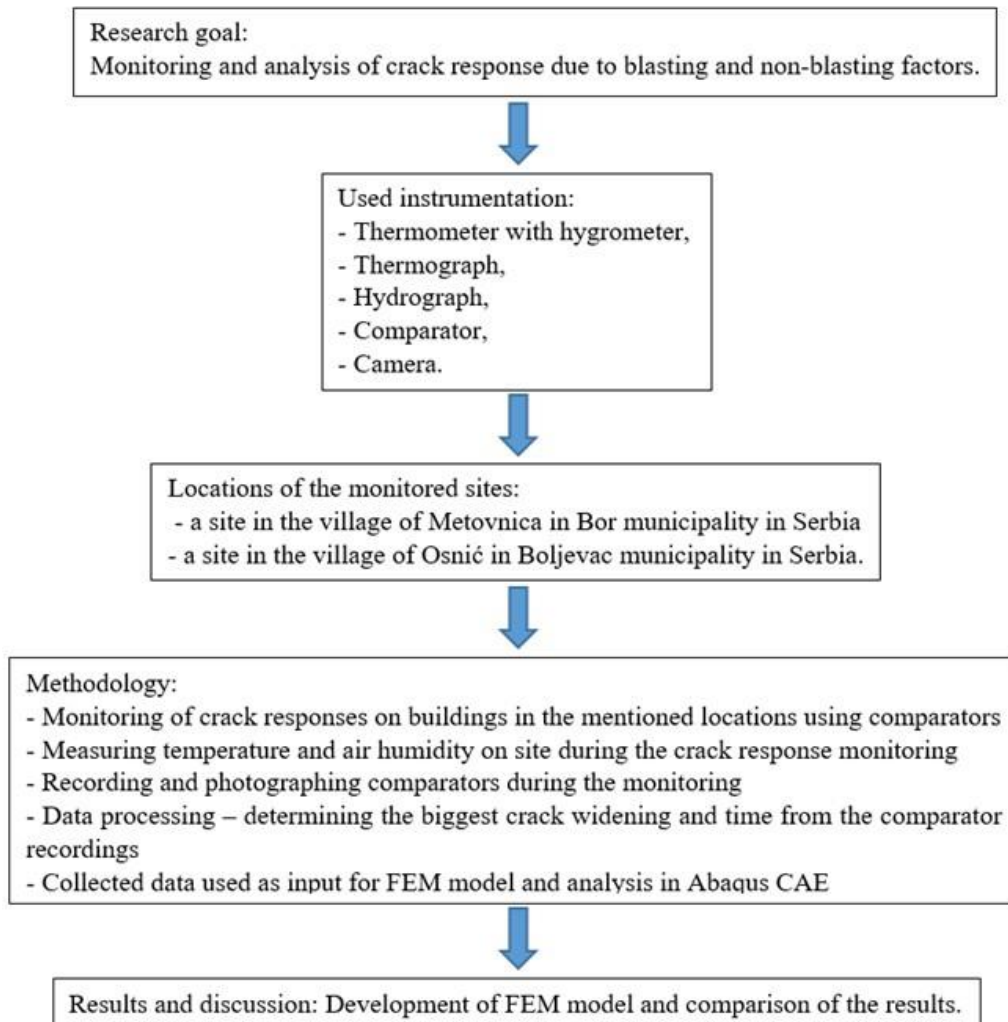 Research goal:
Monitoring and analysis of crack response due to blasting and non-blasting factors.
Used instrumentation:
- Thermometer with hygrometer,
- Thermograph,
- Hydrograph,
- Comparator,
- Camera.
Locations of the monitored sites:
- a site in the village of Metovnica in Bor municipality in Serbia
- a site in the village of Osnić in Boljevac municipality in Serbia.
Methodology:
- Monitoring of crack responses on buildings in the mentioned locations using comparators
- Measuring temperature and air humidity on site during the crack response monitoring
- Recording and photographing comparators during the monitoring
- Data processing – determining the biggest crack widening and time from the comparator
recordings
- Collected data used as input for FEM model and analysis in Abaqus CAE
Results and discussion: Development of FEM model and comparison of the results.